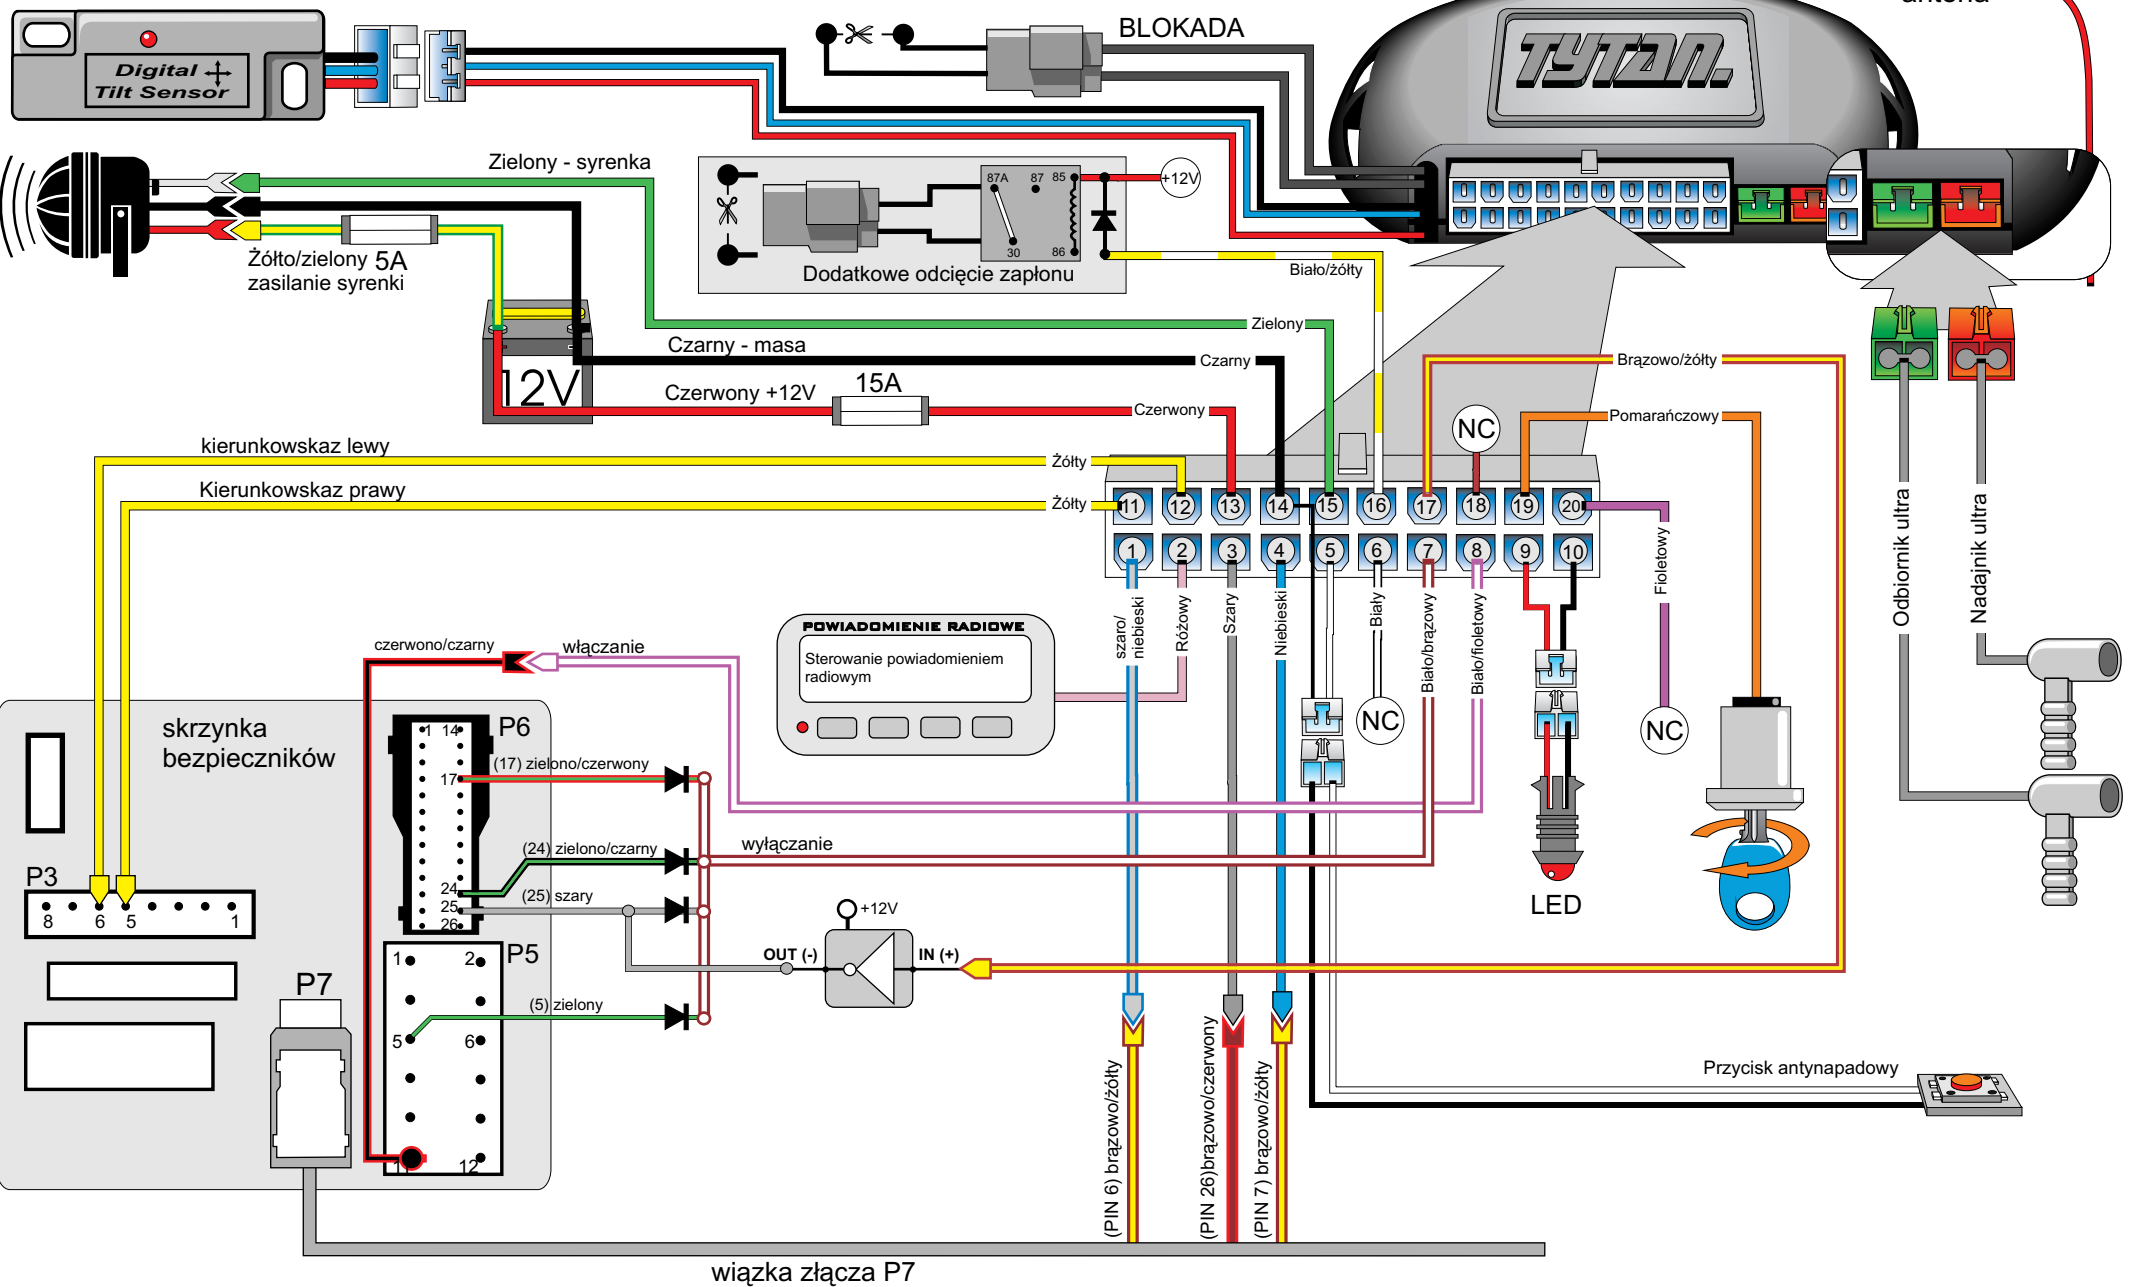 antena
Digital
Tilt Sensor
BLOKADA
TYTAN.
Zielony - syrenka
87A 87 85
+12V
30 86
Dodatkowe odcięcie zapłonu
Biało/żółty
Żółto/zielony 5A
zasilanie syrenki
12V
Zielony
Czarny - masa
Czarny
Czerwony +12V
15A
Czerwony
Brązowo/żółty
Pomarańczowy
NC
kierunkowskaz lewy
Żółty
Kierunkowskaz prawy
Żółty
11 12 13 14 15 16 17 18 19 20
1 2 3 4 5 6 7 8 9 10
szaro/
niebieski
Różowy
Szary
Niebieski
Biały
Biało/brązowy
Biało/fioletowy
Fioletowy
Odbiornik ultra
Nadajnik ultra
NC
NC
POWIADOMIENIE RADIOWE
Sterowanie powiadomieniem
radiowym
czerwono/czarny
włączanie
skrzynka
bezpieczników
P6
1 14
17
(17) zielono/czerwony
(24) zielono/czarny
wyłączanie
24
25
26
(25) szary
P3
8 6 5 1
+12V
OUT (-)
IN (+)
LED
P5
1 2
P7
(5) zielony
5 6
11 12
(PIN 6) brązowo/żółty
(PIN 26)brązowo/czerwony
(PIN 7) brązowo/żółty
Przycisk antynapadowy
wiązka złącza P7